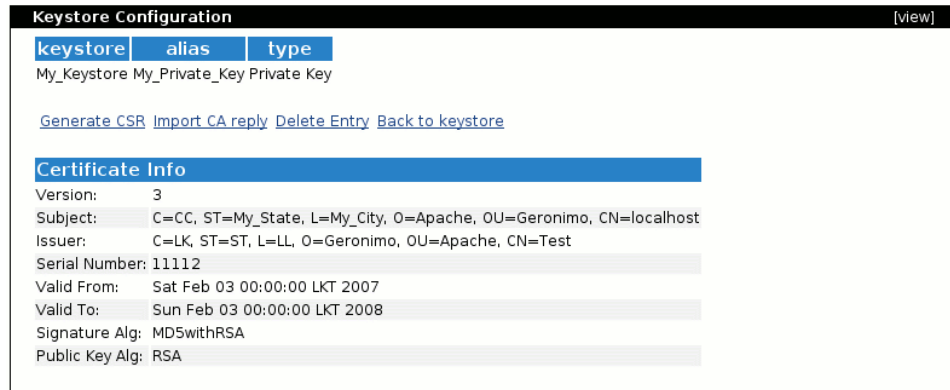 Keystore Configuration [view]
keystore alias type
My_Keystore My_Private_Key Private Key
Generate CSR Import CA reply Delete Entry Back to keystore
Certificate Info
Version: 3
Subject: C=CC, ST=My_State, L=My_City, O=Apache, OU=Geronimo, CN=localhost
Issuer: C=LK, ST=ST, L=LL, O=Geronimo, OU=Apache, CN=Test
Serial Number: 11112
Valid From: Sat Feb 03 00:00:00 LKT 2007
Valid To: Sun Feb 03 00:00:00 LKT 2008
Signature Alg: MD5withRSA
Public Key Alg: RSA